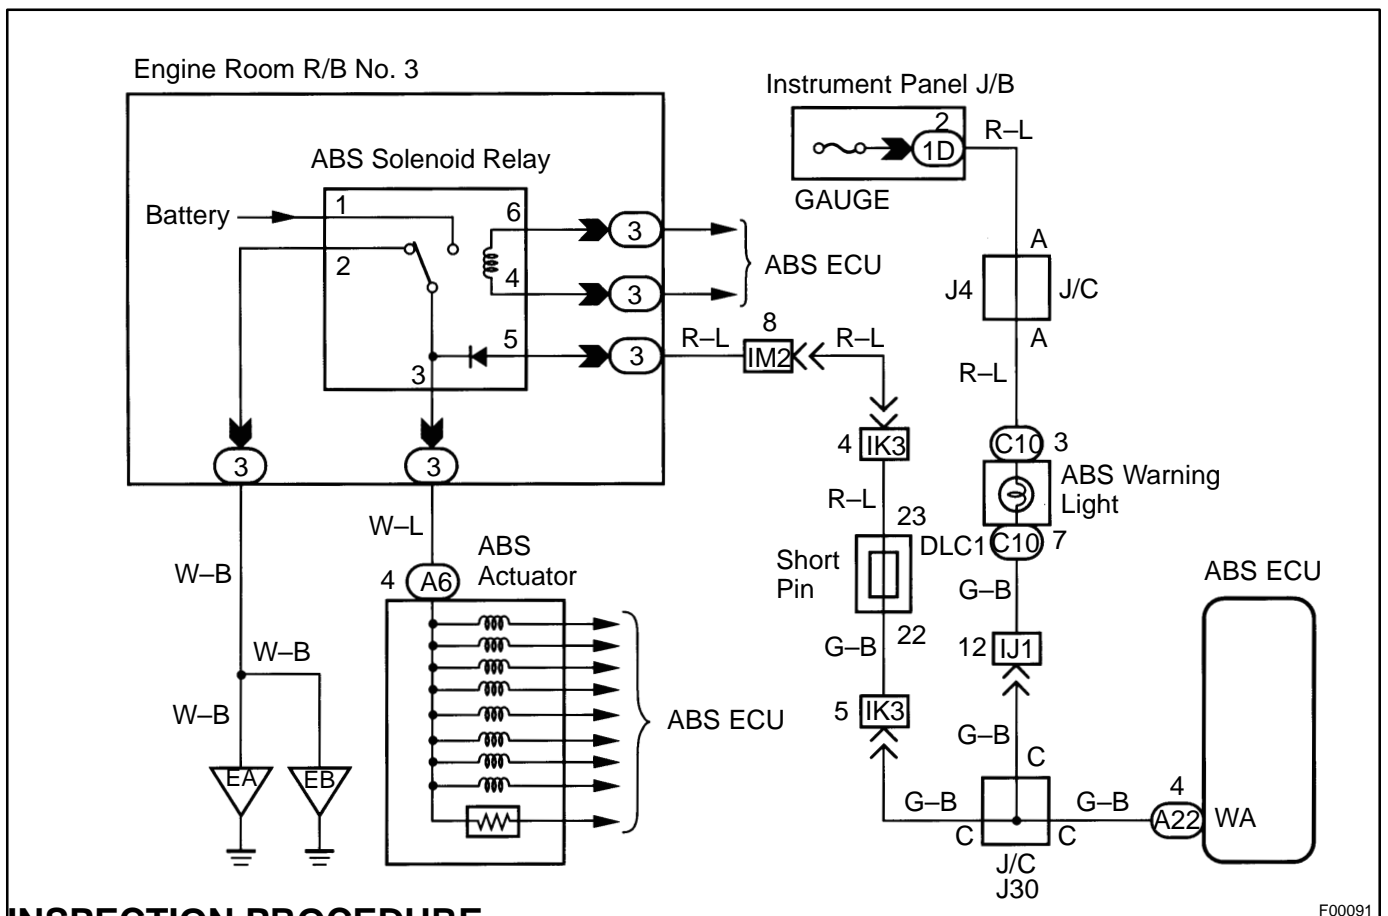 Engine Room R/B No. 3
Instrument Panel J/B
2
R–L
1D
GAUGE
ABS Solenoid Relay
Battery
1
6
3
2
4
3
ABS ECU
A
J4
J/C
A
5
3
R–L
8
IM2
R–L
3
R–L
4
IK3
C10
3
3
3
R–L
ABS Warning
Light
23
W–L
DLC1
C10
7
ABS
Actuator
Short
Pin
W–B
4
A6
G–B
ABS ECU
22
G–B
12
IJ1
W–B
W–B
ABS ECU
5
IK3
G–B
C
EA
EB
G–B
G–B
4
A22
WA
C
C
J/C
J30
INSPECTION PROCEDURE
F00091